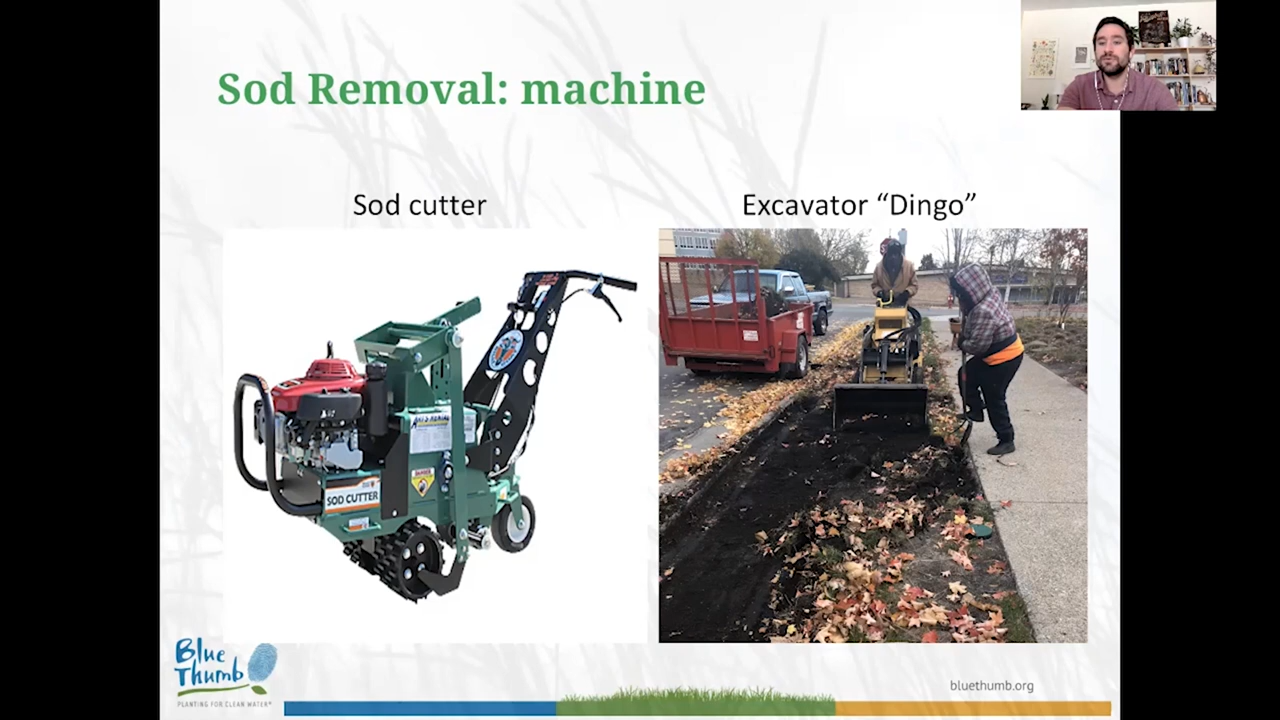 Sod Removal: machine
Sod cutter
Excavator “Dingo”
SOD CUTTER
Blue
Thumb
PLANTING FOR CLEAN WATER
bluethumb.org